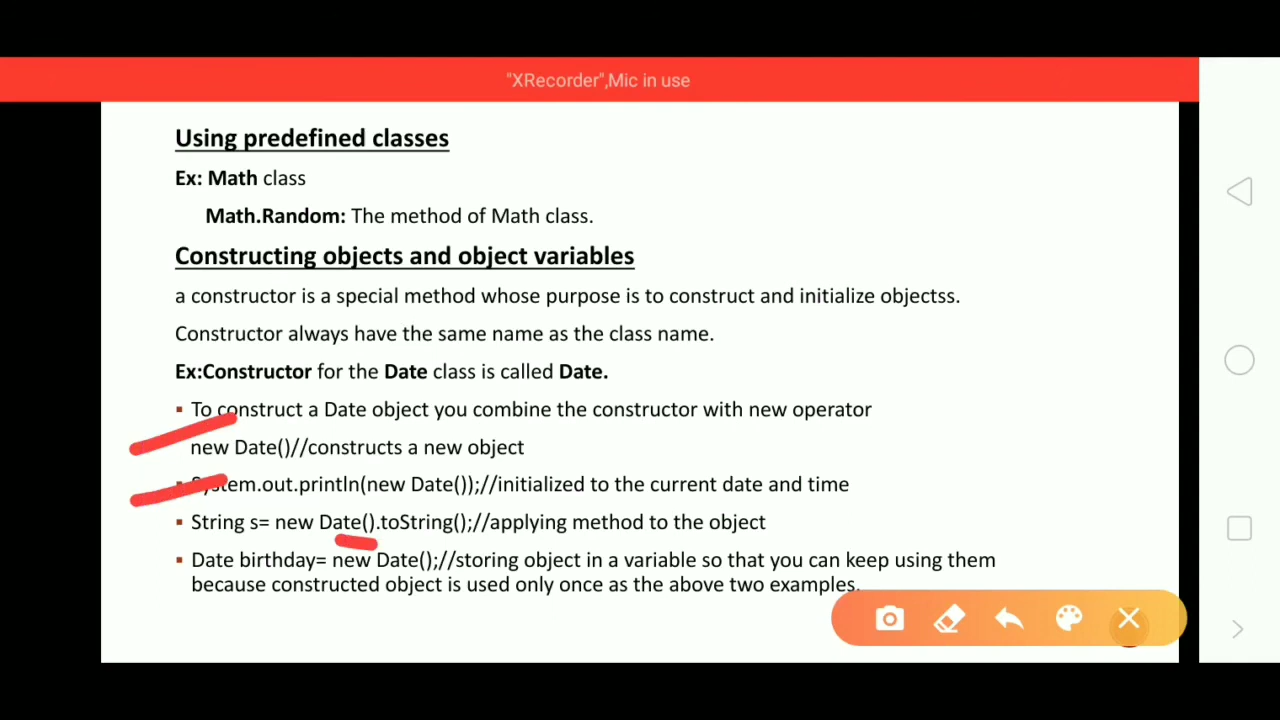 "XRecorder",Mic in use
Using predefined classes
Ex: Math class
Math.Random: The method of Math class.
Constructing objects and object variables
a constructor is a special method whose purpose is to construct and initialize objectss.
Constructor always have the same name as the class name.
Ex:Constructor for the Date class is called Date.
▪ To construct a Date object you combine the constructor with new operator
new Date()//constructs a new object
▪ System.out.println(new Date());//initialized to the current date and time
▪ String s= new Date().toString();//applying method to the object
▪ Date birthday= new Date();//storing object in a variable so that you can keep using them
because constructed object is used only once as the above two examples.